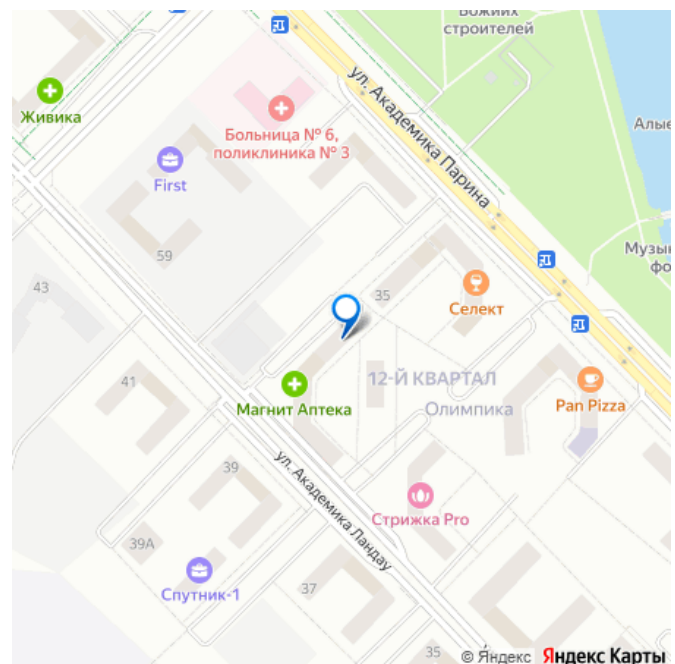 Божиих
строителей
Живика
ул. Академика Парина
Больница № 6,
поликлиника № 3
Алые
First
59
43
35
Селект
Музы
фо
12-Й КВАРТАЛ
Олимпика
Магнит Аптека
Pan Pizza
41
39
ул. Академика Ландау
Стрижка Pro
39А
Спутник-1
37
35
© Яндекс Яндекс Карты